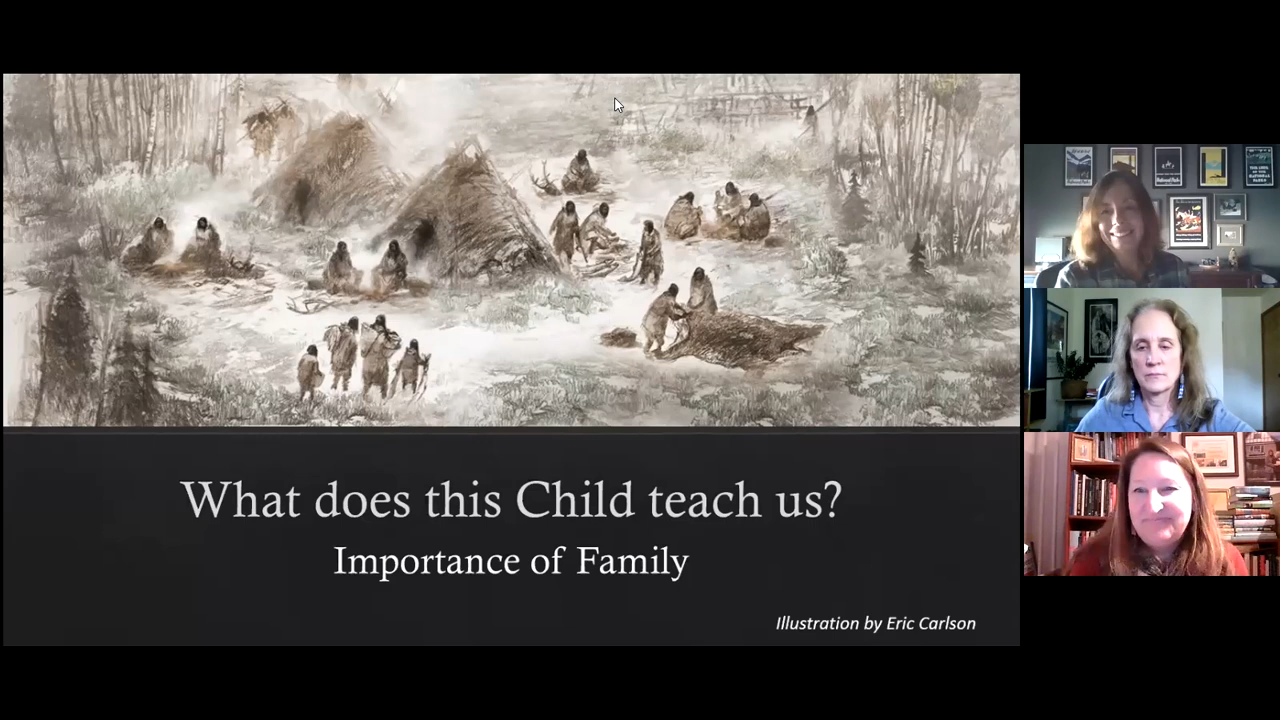 What does this Child teach us?
Importance of Family
Illustration by Eric Carlson